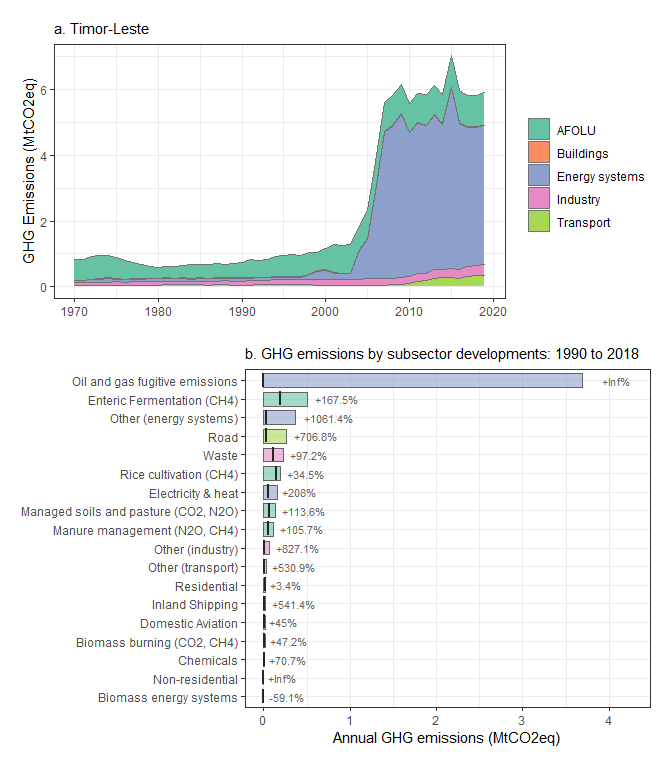 a. Timor-Leste
GHG Emissions (MtCO2eq)
6
4
2
0
1970
1980
1990
2000
2010
2020
AFOLU
Buildings
Energy systems
Industry
Transport
b. GHG emissions by subsector developments: 1990 to 2018
Oil and gas fugitive emissions +Inf%
Enteric Fermentation (CH4) +167.5%
Other (energy systems) +1061.4%
Road +706.8%
Waste +97.2%
Rice cultivation (CH4) +34.5%
Electricity & heat +208%
Managed soils and pasture (CO2, N2O) +113.6%
Manure management (N2O, CH4) +105.7%
Other (industry) +827.1%
Other (transport) +530.9%
Residential +3.4%
Inland Shipping +541.4%
Domestic Aviation +45%
Biomass burning (CO2, CH4) +47.2%
Chemicals +70.7%
Non-residential +Inf%
Biomass energy systems -59.1%
0
1
2
3
4
Annual GHG emissions (MtCO2eq)